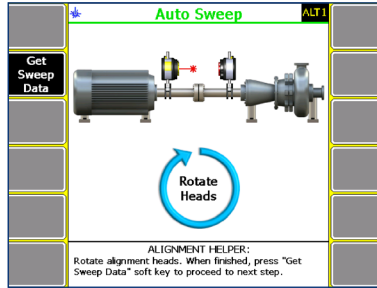 Auto Sweep
ALT1
Get
Sweep
Data
Rotate
Heads
ALIGNMENT HELPER:
Rotate alignment heads. When finished, press "Get
Sweep Data" soft key to proceed to next step.